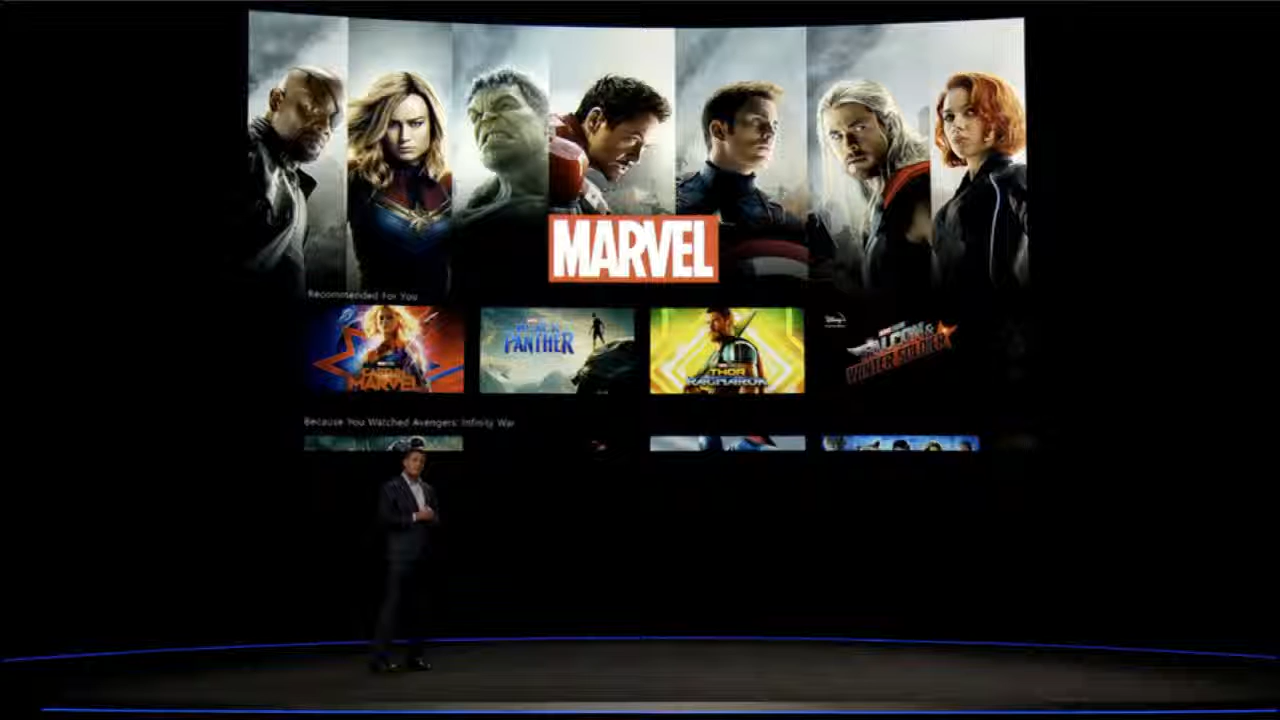 MARVEL
Recommended For You
CAPTAIN
MARVEL
BLACK
PANTHER
THOR
RAGNAROK
Disney+
FALCON &
WINTER SOLDIER
Because You Watched Avengers: Infinity War